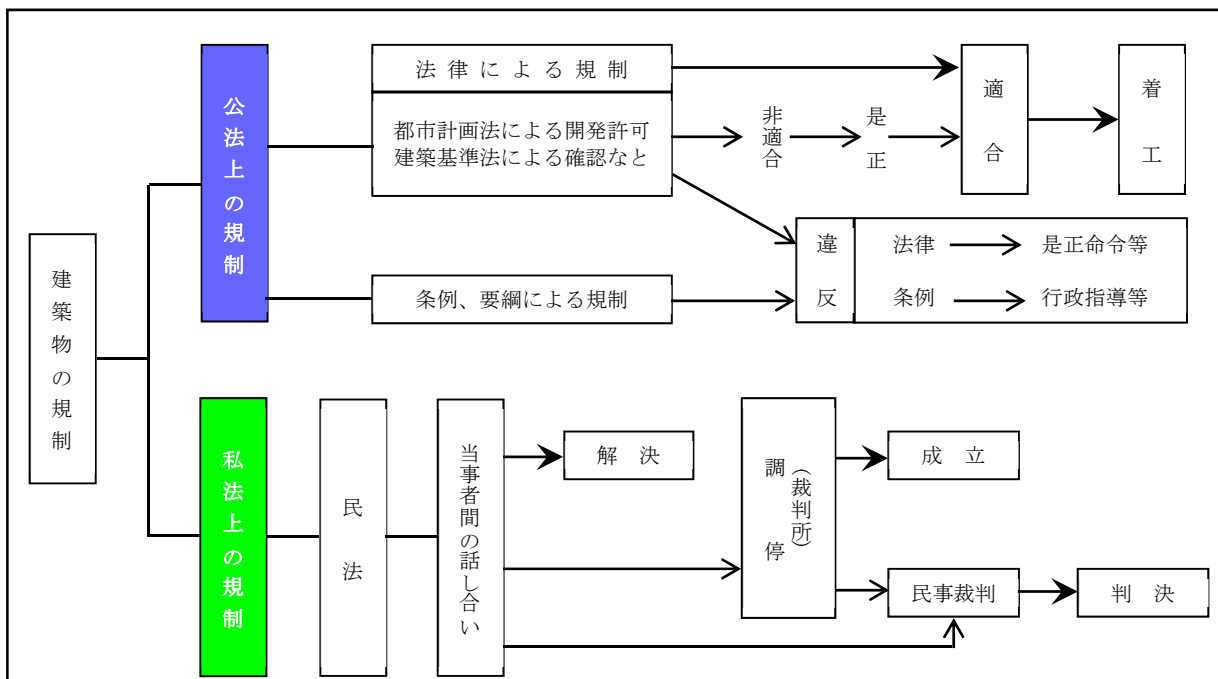 建築物の規制
公法上の規制
法律による規制
都市計画法による開発許可
建築基準法による確認など
非適合
是正
適合
着工
条例、要綱による規制
違反
法律
是正命令等
条例
行政指導等
私法上の規制
民法
当事者間の話し合い
解決
調停
(裁判所)
成立
民事裁判
判決